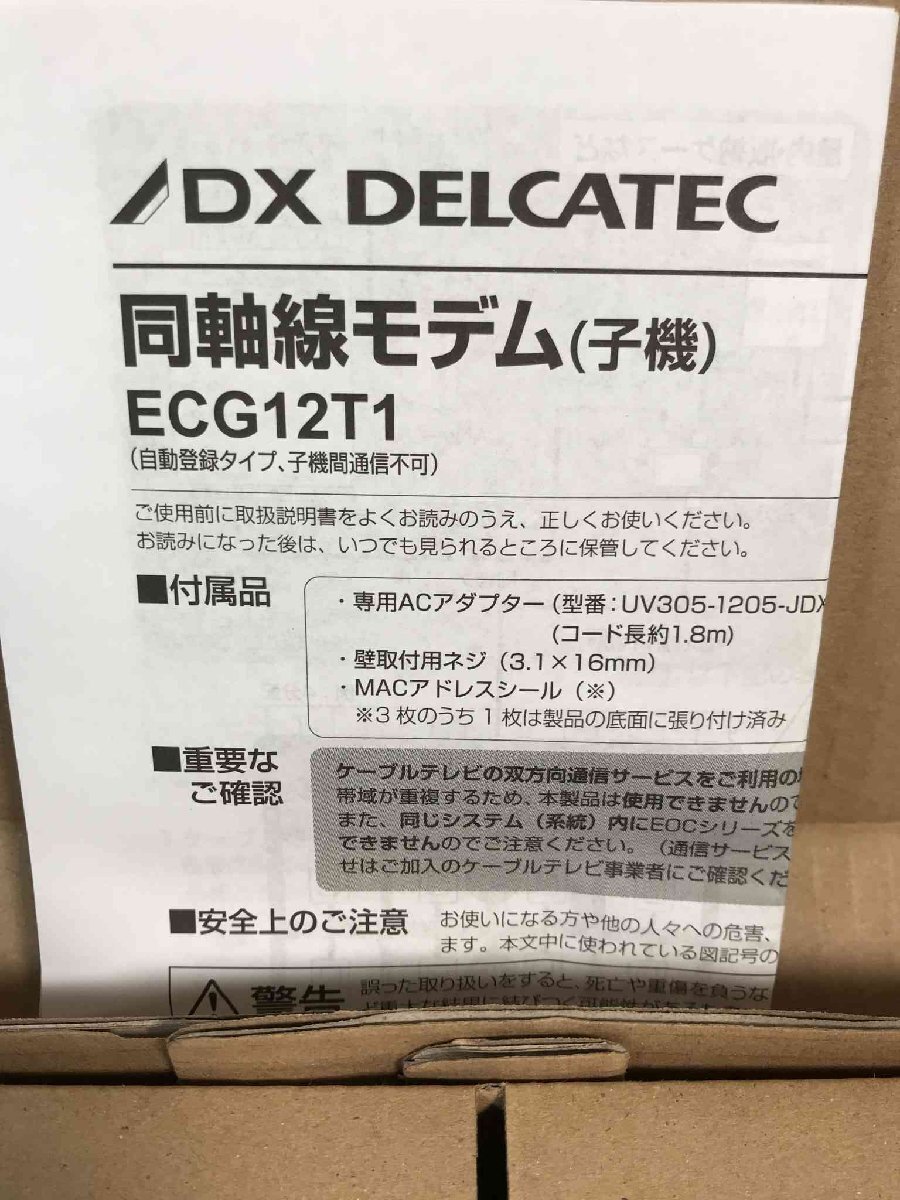 DX DELCATEC
同軸線モデム(子機)
ECG12T1
(自動登録タイプ、子機間通信不可)
ご使用前に取扱説明書をよくお読みのうえ、正しくお使いください。
お読みになった後は、いつでも見られるところに保管してください。
■付属品
・専用ACアダプター(型番:UV305-1205-JDX
(コード長約1.8m)
・壁取付用ネジ(3.1×16mm)
・MACアドレスシール(※)
※3枚のうち1枚は製品の底面に張り付け済み
■重要な
ご確認
ケーブルテレビの双方向通信サービスをご利用の
帯域が重複するため、本製品は使用できませんので
また、同じシステム(系統)内にEOCシリーズを
できませんのでご注意ください。(通信サービス
せはご加入のケーブルテレビ事業者にご確認くだ
■安全上のご注意
お使いになる方や他の人々への危害、
ます。本文中に使われている図記号の
警告
誤った取り扱いをすると、死亡や重傷を負うな